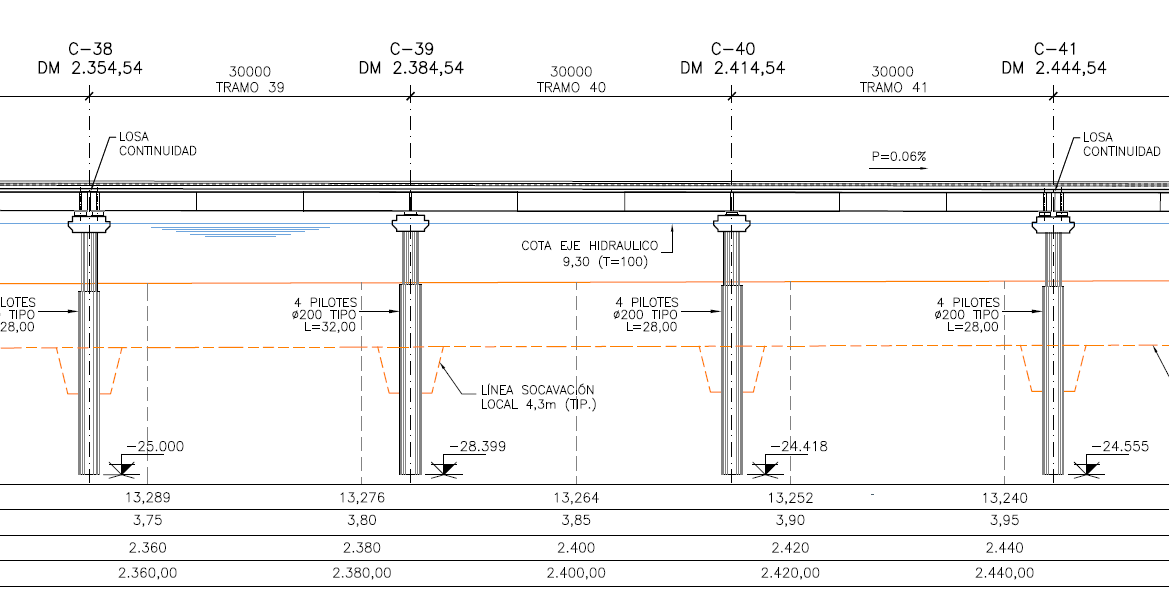 C-38
DM 2.354,54
30000
TRAMO 39
C-39
DM 2.384,54
30000
TRAMO 40
C-40
DM 2.414,54
30000
TRAMO 41
C-41
DM 2.444,54
LOSA
CONTINUIDAD
P=0.06%
LOSA
CONTINUIDAD
COTA EJE HIDRAULICO
9,30 (T=100)
LOTES
TIPO
28,00
4 PILOTES
ø200 TIPO
L=32,00
4 PILOTES
ø200 TIPO
L=28,00
4 PILOTES
ø200 TIPO
L=28,00
LÍNEA SOCAVACIÓN
LOCAL 4,3m (TIP.)
-25.000
-28.399
-24.418
-24.555
13,289 13,276 13,264 13,252 - 13,240
3,75 3,80 3,85 3,90 3,95
2.360 2.380 2.400 2.420 2.440
2.360,00 2.380,00 2.400,00 2.420,00 2.440,00